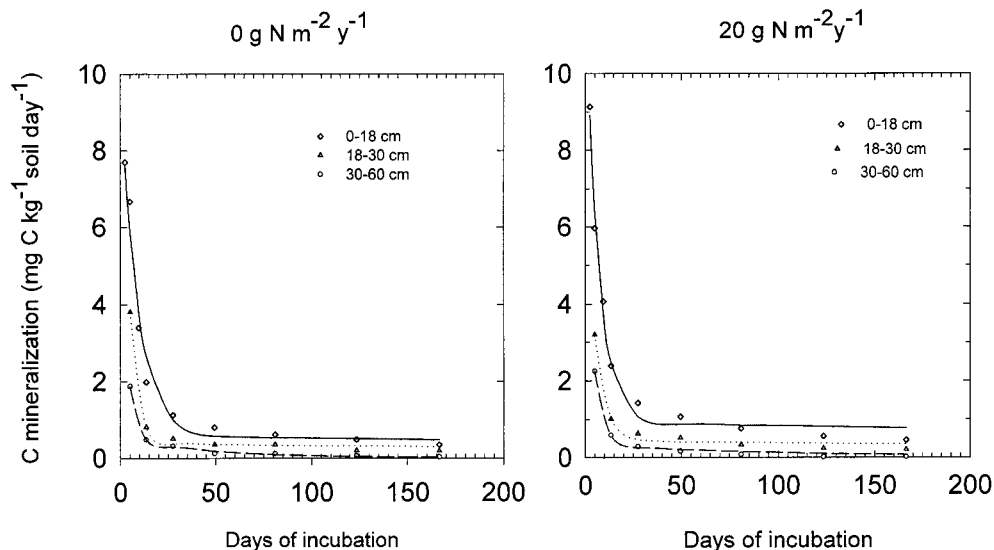 0 g N m⁻² y⁻¹
20 g N m⁻² y⁻¹
C mineralization (mg C kg⁻¹ soil day⁻¹)
10
8
6
4
2
0
0-18 cm
18-30 cm
30-60 cm
0 50 100 150 200
Days of incubation
10
8
6
4
2
0
0-18 cm
18-30 cm
30-60 cm
0 50 100 150 200
Days of incubation